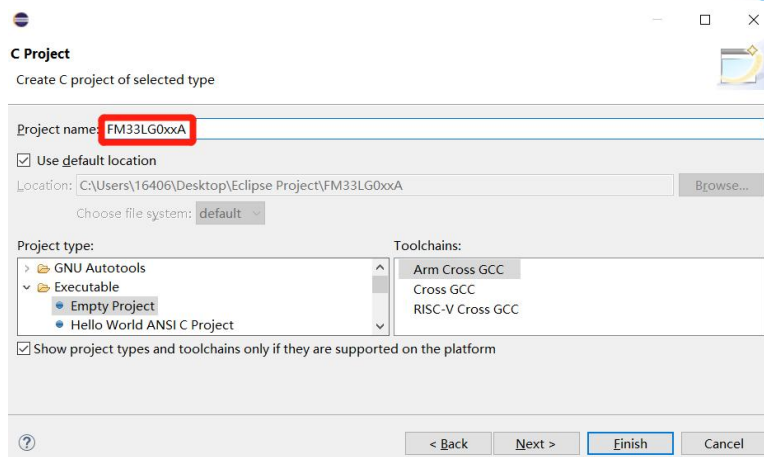 C Project
Create C project of selected type
Project name: FM33LG0xxA
Use default location
Location: C:\Users\16406\Desktop\Eclipse Project\FM33LG0xxA Browse...
Choose file system: default
Project type: Toolchains:
GNU Autotools Arm Cross GCC
Executable Cross GCC
Empty Project RISC-V Cross GCC
Hello World ANSI C Project
Show project types and toolchains only if they are supported on the platform
? < Back Next > Finish Cancel